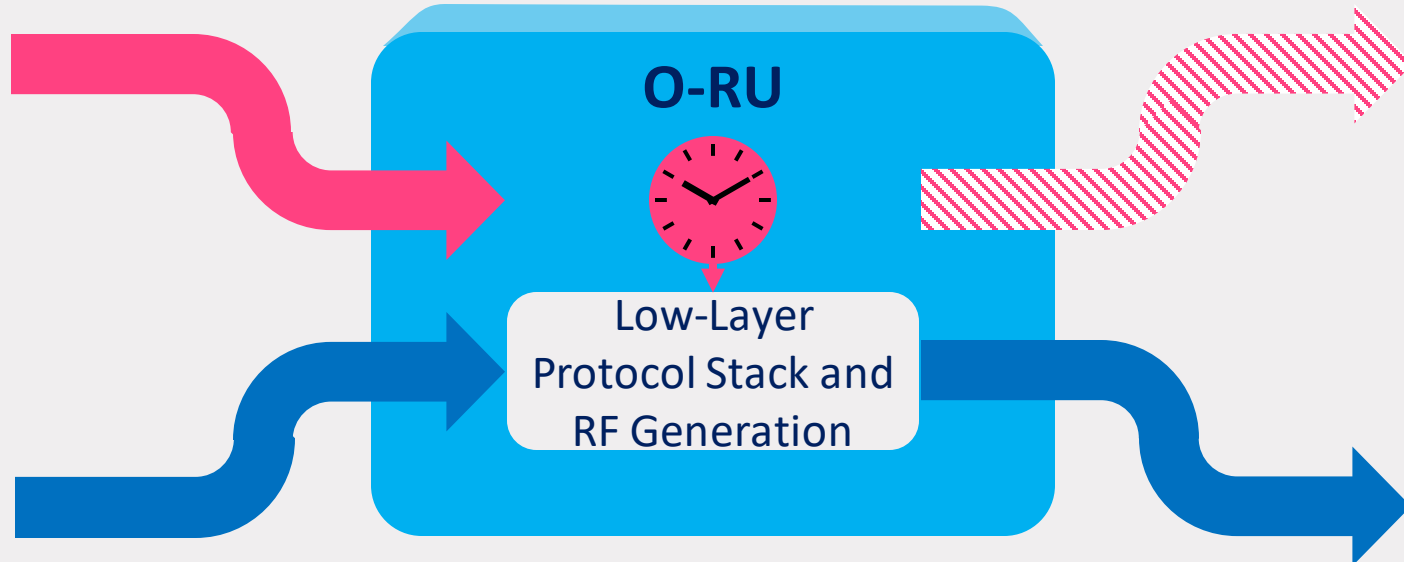 O-RU
Low-Layer
Protocol Stack and
RF Generation